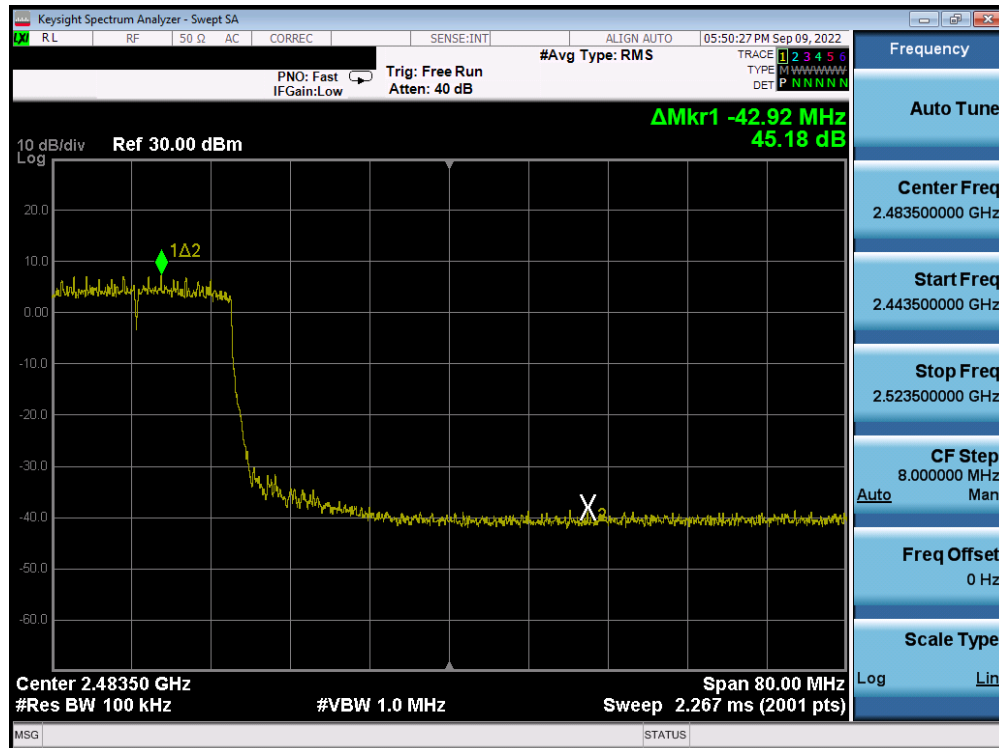 Keysight Spectrum Analyzer - Swept SA
LXI RL RF 50 Ω AC CORREC SENSE:INT ALIGN AUTO 05:50:27 PM Sep 09, 2022
PNO: Fast
IFGain:Low
Trig: Free Run
Atten: 40 dB
#Avg Type: RMS
TRACE 1 2 3 4 5 6
TYPE M WWWWW
DET P N N N N N
ΔMkr1 -42.92 MHz
45.18 dB
10 dB/div
Log
Ref 30.00 dBm
20.0
10.0
0.00
-10.0
-20.0
-30.0
-40.0
-50.0
-60.0
1Δ2
X2
Center 2.48350 GHz
Span 80.00 MHz
#Res BW 100 kHz
#VBW 1.0 MHz
Sweep 2.267 ms (2001 pts)
MSG
STATUS
Frequency
Auto Tune
Center Freq
2.483500000 GHz
Start Freq
2.443500000 GHz
Stop Freq
2.523500000 GHz
CF Step
8.000000 MHz
Auto Man
Freq Offset
0 Hz
Scale Type
Log Lin